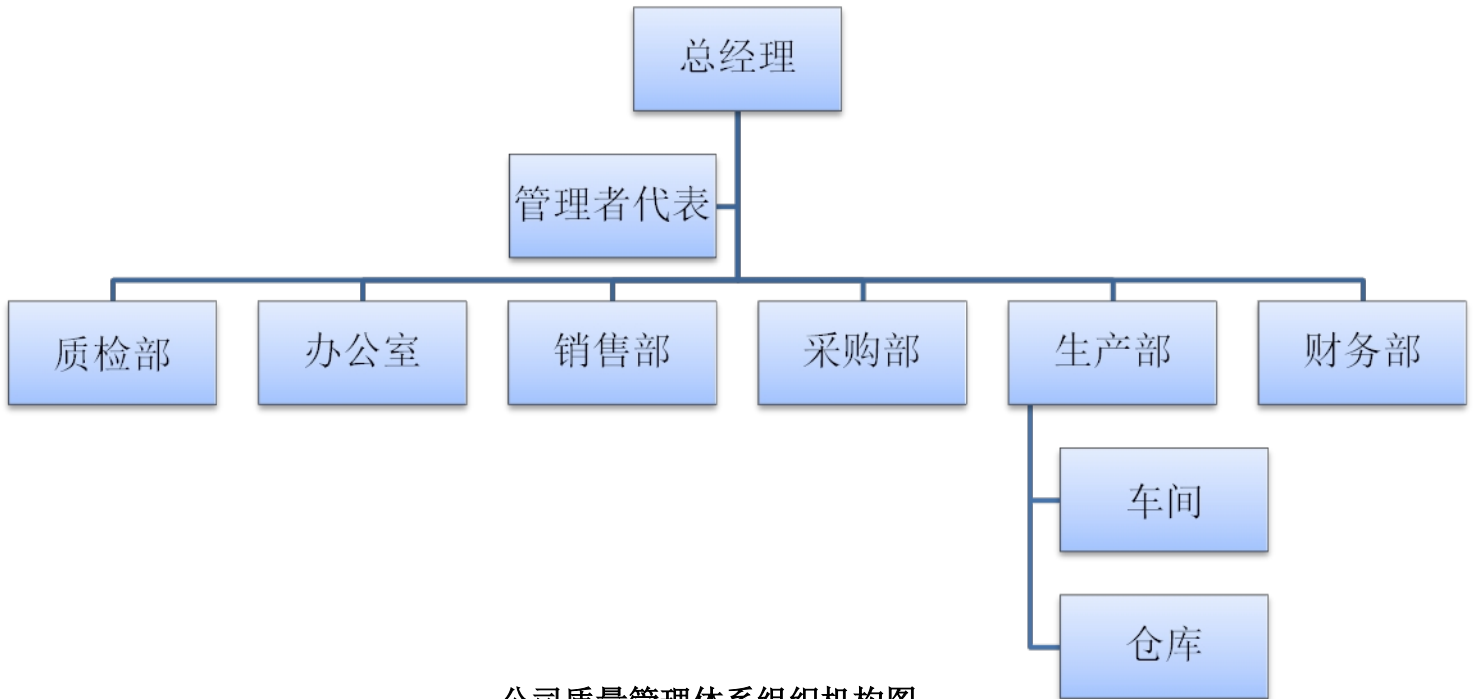 总经理
管理者代表
质检部
办公室
销售部
采购部
生产部
财务部
车间
仓库
公司质量管理体系组织机构图